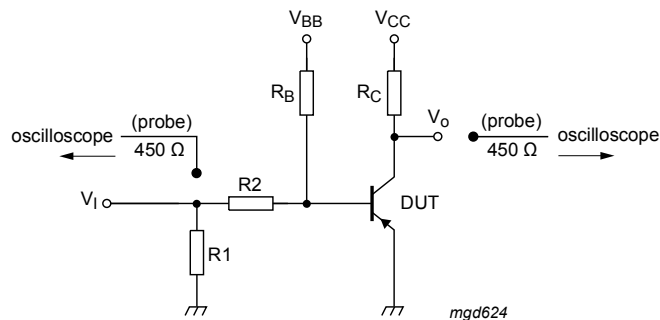 VBB VCC
RB RC
(probe) Vo (probe)
oscilloscope 450 Ω 450 Ω oscilloscope
R2
VI DUT
R1
mgd624